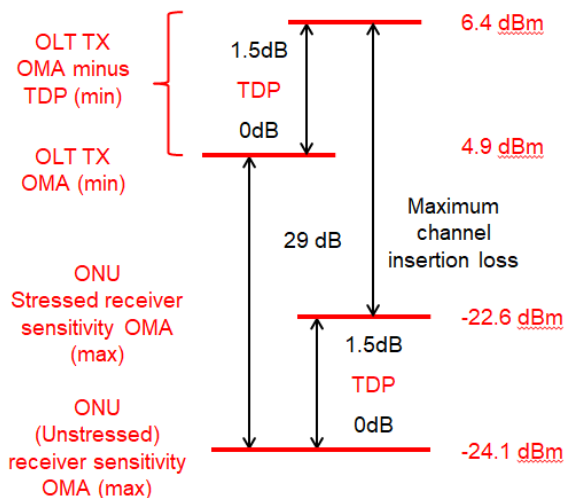 OLT TX
OMA minus
TDP (min)
1.5dB
TDP
0dB
6.4 dBm
OLT TX
OMA (min)
4.9 dBm
29 dB
Maximum
channel
insertion loss
ONU
Stressed receiver
sensitivity OMA
(max)
-22.6 dBm
1.5dB
TDP
0dB
ONU
(Unstressed)
receiver sensitivity
OMA (max)
-24.1 dBm